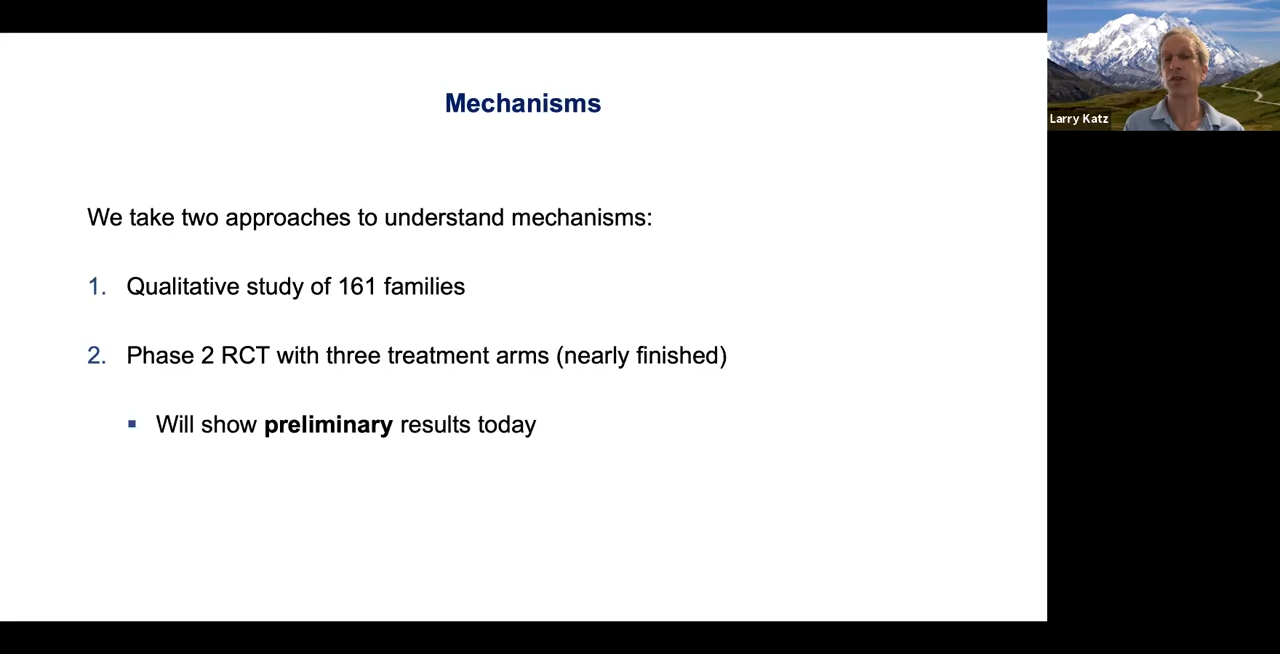 Mechanisms
Larry Katz
We take two approaches to understand mechanisms:
1. Qualitative study of 161 families
2. Phase 2 RCT with three treatment arms (nearly finished)
▪ Will show preliminary results today